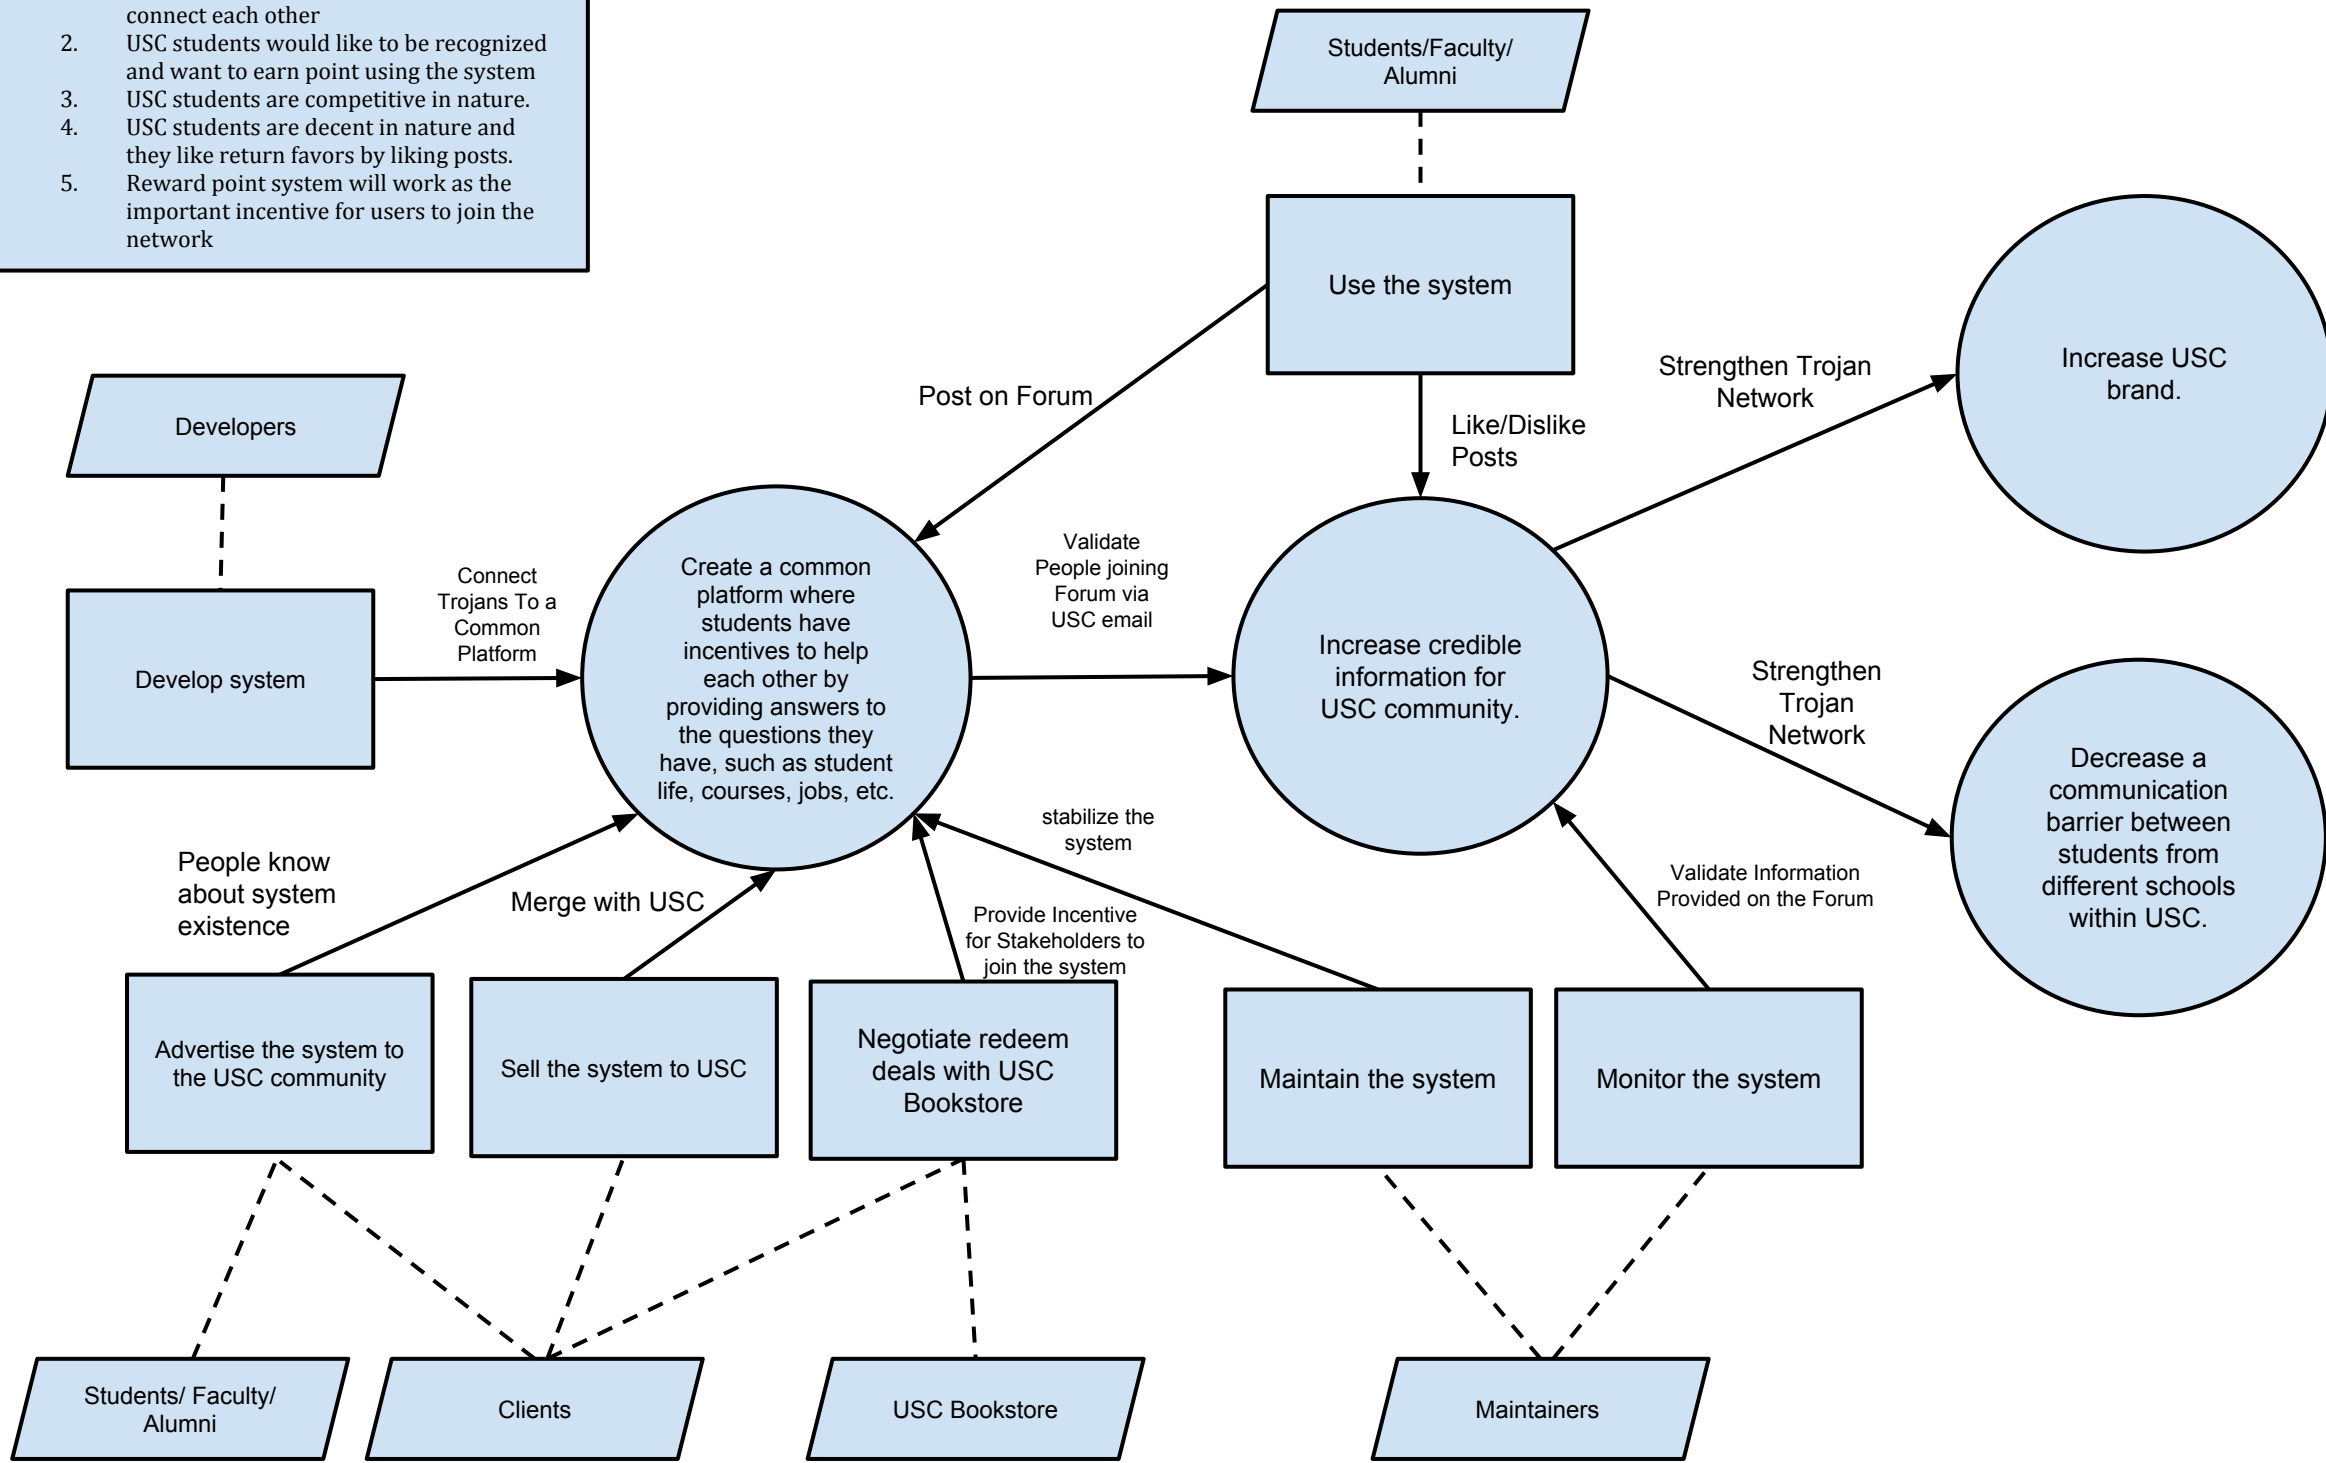 connect each other
2. USC students would like to be recognized
and want to earn point using the system
3. USC students are competitive in nature.
4. USC students are decent in nature and
they like return favors by liking posts.
5. Reward point system will work as the
important incentive for users to join the
network
Students/Faculty/
Alumni
Use the system
Post on Forum
Like/Dislike
Posts
Strengthen Trojan
Network
Increase USC
brand.
Developers
Develop system
Connect
Trojans To a
Common
Platform
Create a common
platform where
students have
incentives to help
each other by
providing answers to
the questions they
have, such as student
life, courses, jobs, etc.
Validate
People joining
Forum via
USC email
Increase credible
information for
USC community.
Strengthen
Trojan
Network
Decrease a
communication
barrier between
students from
different schools
within USC.
People know
about system
existence
Merge with USC
Provide Incentive
for Stakeholders to
join the system
stabilize the
system
Validate Information
Provided on the Forum
Advertise the system to
the USC community
Sell the system to USC
Negotiate redeem
deals with USC
Bookstore
Maintain the system
Monitor the system
Students/ Faculty/
Alumni
Clients
USC Bookstore
Maintainers